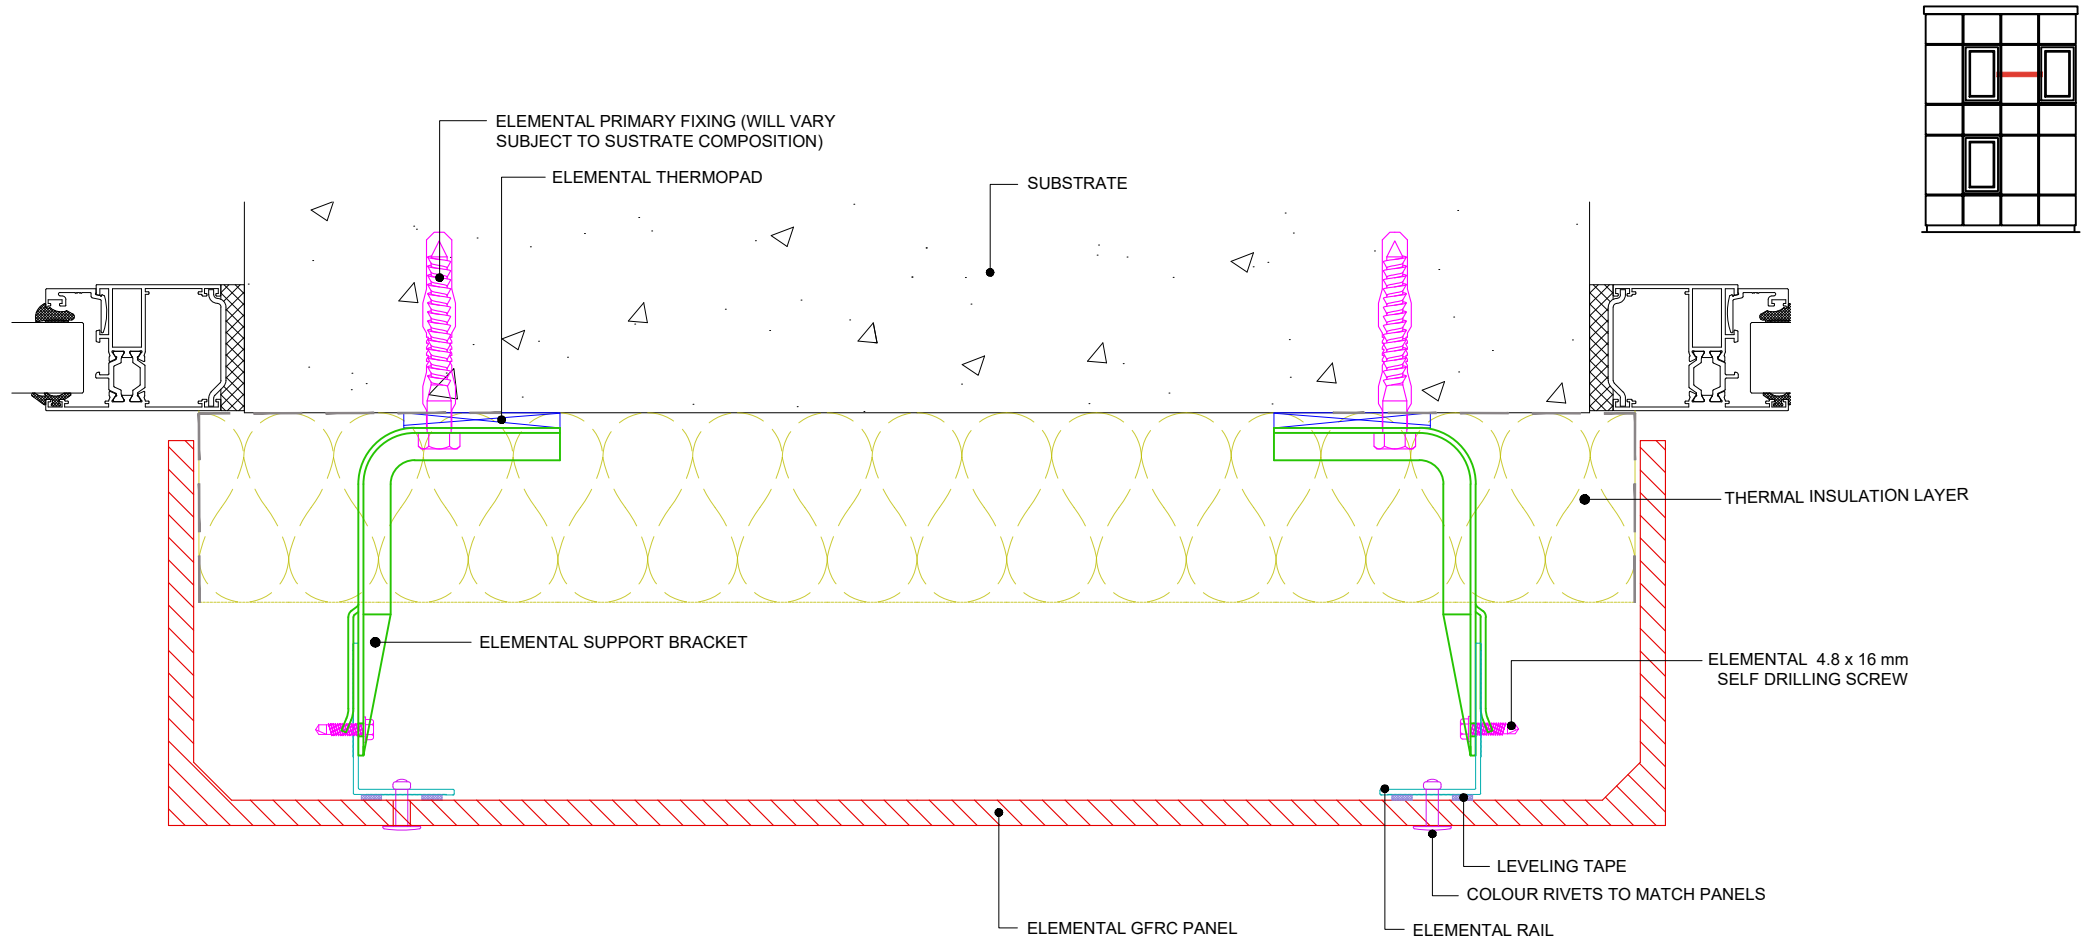 ELEMENTAL PRIMARY FIXING (WILL VARY
SUBJECT TO SUSTRATE COMPOSITION)
ELEMENTAL THERMOPAD
SUBSTRATE
THERMAL INSULATION LAYER
ELEMENTAL SUPPORT BRACKET
ELEMENTAL 4.8 x 16 mm
SELF DRILLING SCREW
LEVELING TAPE
COLOUR RIVETS TO MATCH PANELS
ELEMENTAL GFRC PANEL
ELEMENTAL RAIL